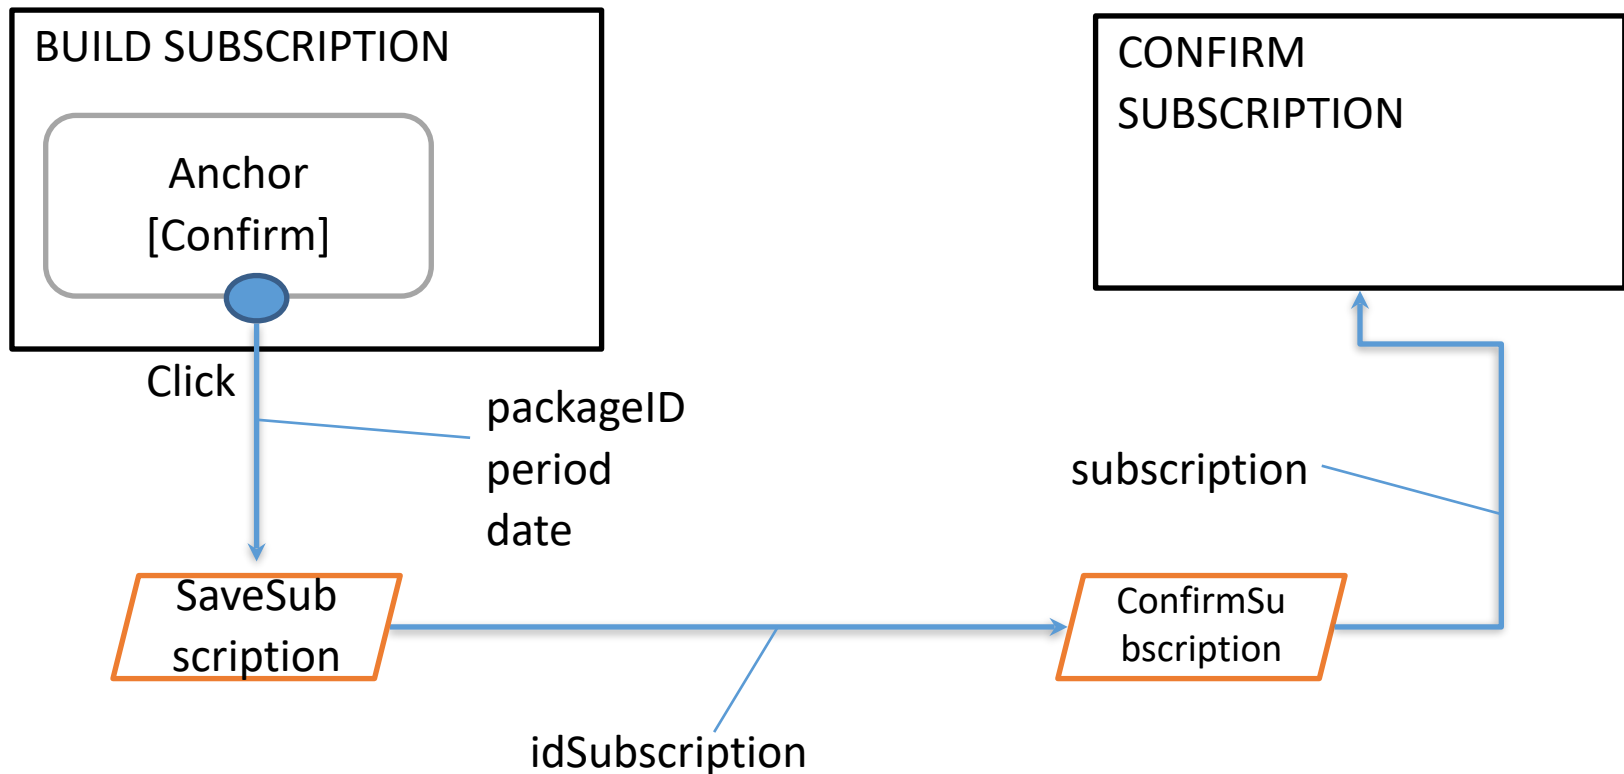 BUILD SUBSCRIPTION
Anchor
[Confirm]
Click
packageID
period
date
SaveSub
scription
idSubscription
ConfirmSu
bscription
subscription
CONFIRM
SUBSCRIPTION